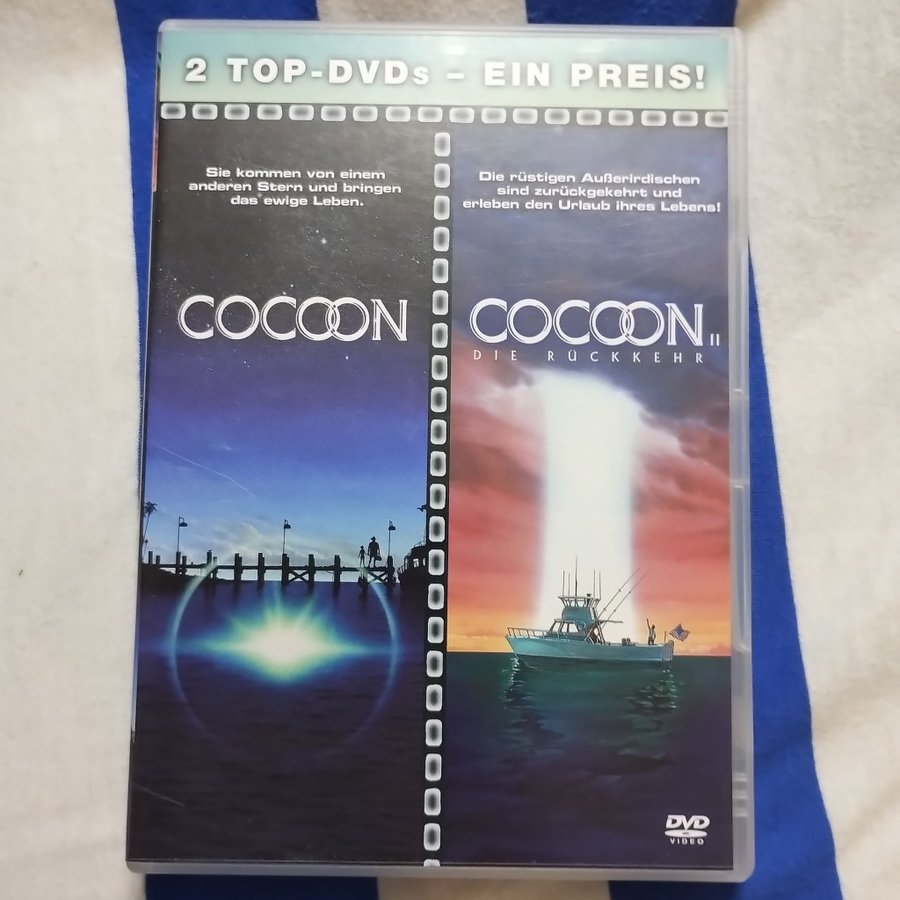 2 TOP-DVDs – EIN PREIS!
Sie kommen von einem
anderen Stern und bringen
das ewige Leben.
COCOON
Die rüstigen Außerirdischen
sind zurückgekehrt und
erleben den Urlaub ihres Lebens!
COCOON II
DIE RÜCKKEHR
DVD
VIDEO